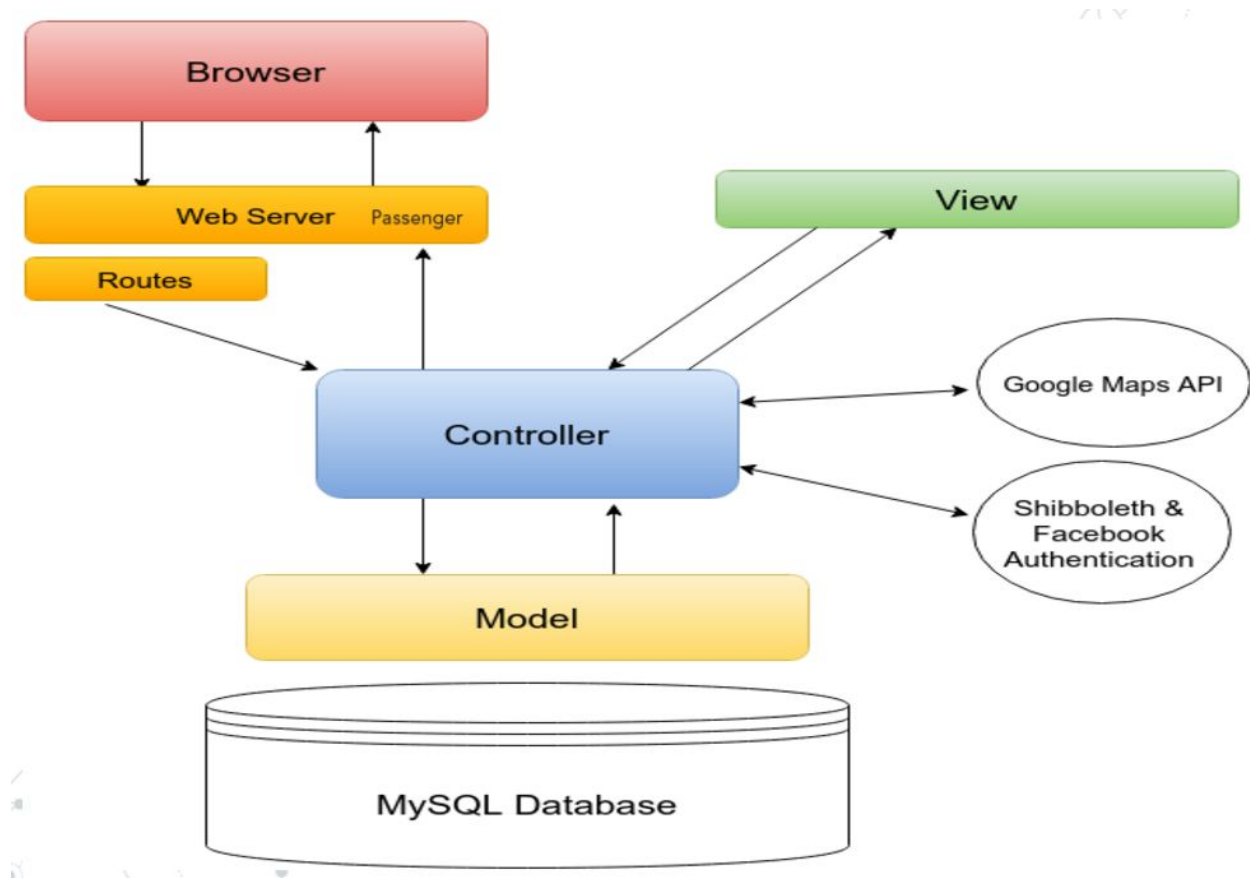 Browser
Web Server Passenger
Routes
View
Controller
Google Maps API
Shibboleth &
Facebook
Authentication
Model
MySQL Database